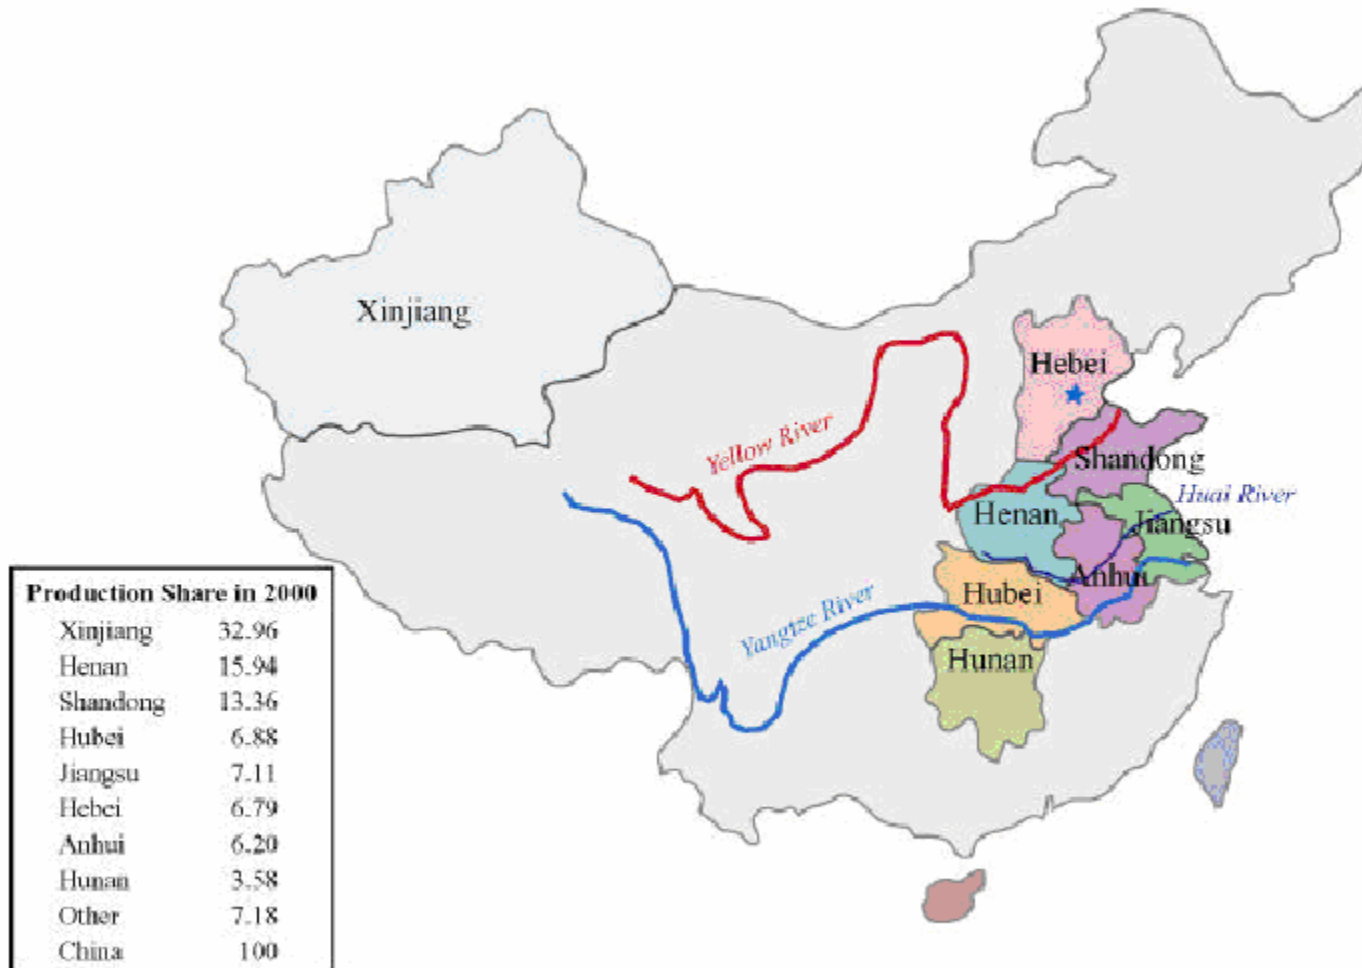 Xinjiang
Hebei
Yellow River
Shandong
Huai River
Henan
Jiangsu
Anhui
Hubei
Yangtze River
Hunan
Production Share in 2000
Xinjiang 32.96
Henan 15.94
Shandong 13.36
Hubei 6.88
Jiangsu 7.11
Hebei 6.79
Anhui 6.20
Hunan 3.58
Other 7.18
China 100